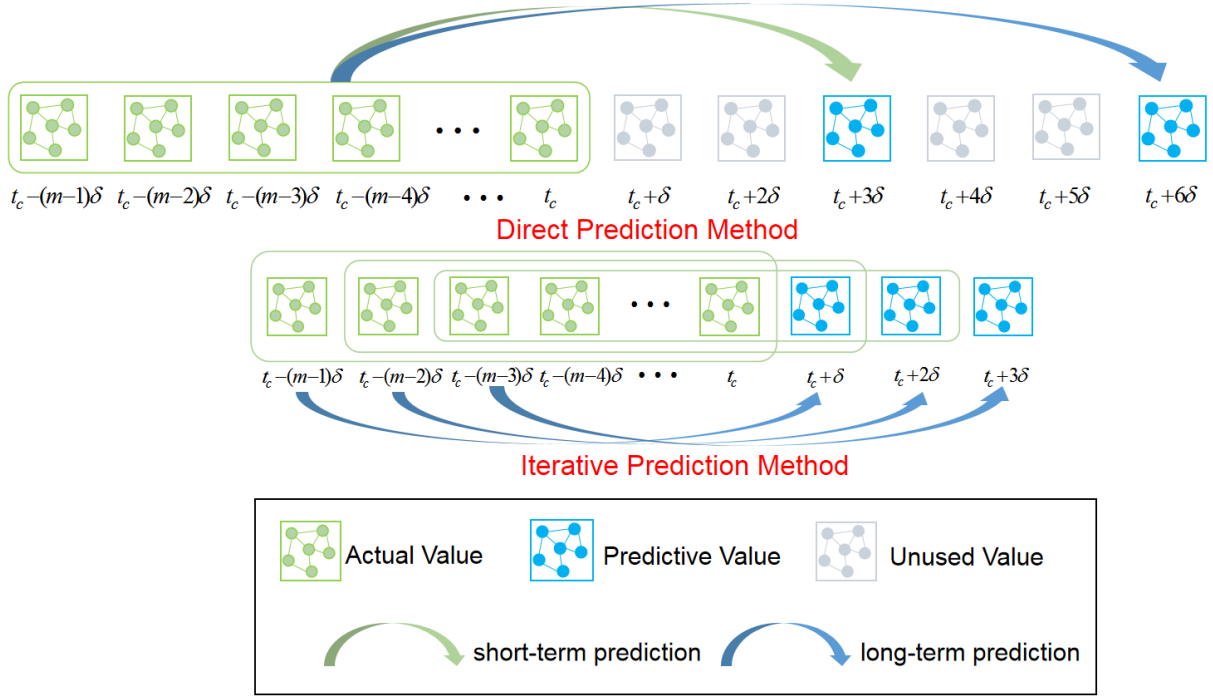 t_c−(m−1)δ t_c−(m−2)δ t_c−(m−3)δ t_c−(m−4)δ ••• t_c t_c+δ t_c+2δ t_c+3δ t_c+4δ t_c+5δ t_c+6δ
Direct Prediction Method
t_c−(m−1)δ t_c−(m−2)δ t_c−(m−3)δ t_c−(m−4)δ ••• t_c t_c+δ t_c+2δ t_c+3δ
Iterative Prediction Method
Actual Value Predictive Value Unused Value
short-term prediction long-term prediction